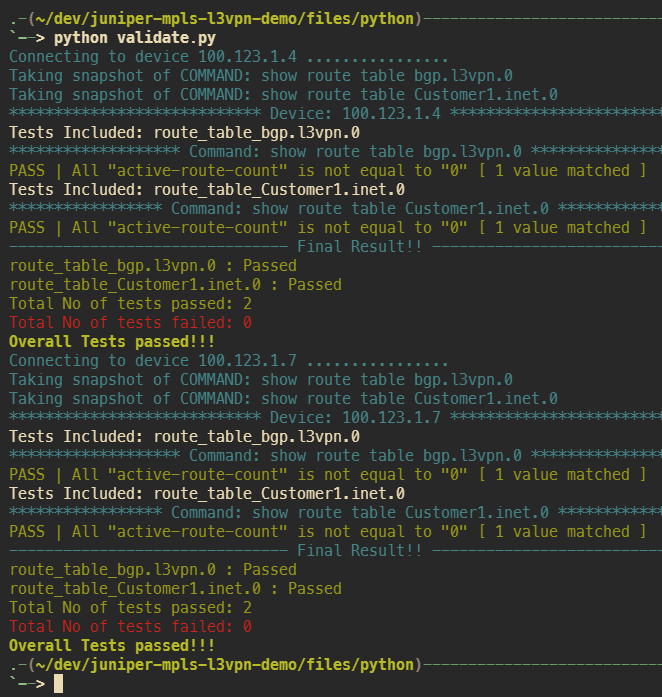 .-(~/dev/juniper-mpls-l3vpn-demo/files/python)---------------------------
`--> python validate.py
Connecting to device 100.123.1.4 ................
Taking snapshot of COMMAND: show route table bgp.l3vpn.0
Taking snapshot of COMMAND: show route table Customer1.inet.0
**************************** Device: 100.123.1.4 ************************
Tests Included: route_table_bgp.l3vpn.0
******************* Command: show route table bgp.l3vpn.0 ***************
PASS | All "active-route-count" is not equal to "0" [ 1 value matched ]
Tests Included: route_table_Customer1.inet.0
***************** Command: show route table Customer1.inet.0 ************
PASS | All "active-route-count" is not equal to "0" [ 1 value matched ]
------------------------------- Final Result!! --------------------------
route_table_bgp.l3vpn.0 : Passed
route_table_Customer1.inet.0 : Passed
Total No of tests passed: 2
Total No of tests failed: 0
Overall Tests passed!!!
Connecting to device 100.123.1.7 ................
Taking snapshot of COMMAND: show route table bgp.l3vpn.0
Taking snapshot of COMMAND: show route table Customer1.inet.0
**************************** Device: 100.123.1.7 ************************
Tests Included: route_table_bgp.l3vpn.0
******************* Command: show route table bgp.l3vpn.0 ***************
PASS | All "active-route-count" is not equal to "0" [ 1 value matched ]
Tests Included: route_table_Customer1.inet.0
***************** Command: show route table Customer1.inet.0 ************
PASS | All "active-route-count" is not equal to "0" [ 1 value matched ]
------------------------------- Final Result!! --------------------------
route_table_bgp.l3vpn.0 : Passed
route_table_Customer1.inet.0 : Passed
Total No of tests passed: 2
Total No of tests failed: 0
Overall Tests passed!!!
.-(~/dev/juniper-mpls-l3vpn-demo/files/python)---------------------------
`-->